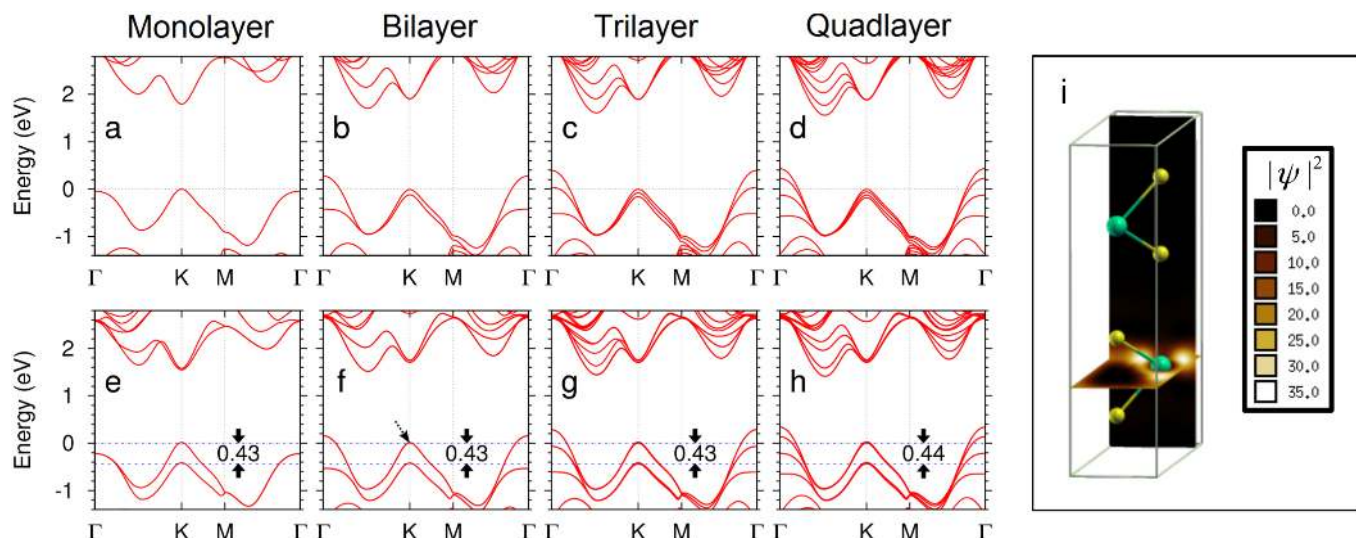 Monolayer Bilayer Trilayer Quadlayer
Energy (eV) 2 1 0 -1 a b c d
Γ K M Γ Γ K M Γ Γ K M Γ Γ K M Γ
Energy (eV) 2 1 0 -1 e f g h
0.43 0.43 0.43 0.44
Γ K M Γ Γ K M Γ Γ K M Γ Γ K M Γ
i
|ψ|²
0.0
5.0
10.0
15.0
20.0
25.0
30.0
35.0